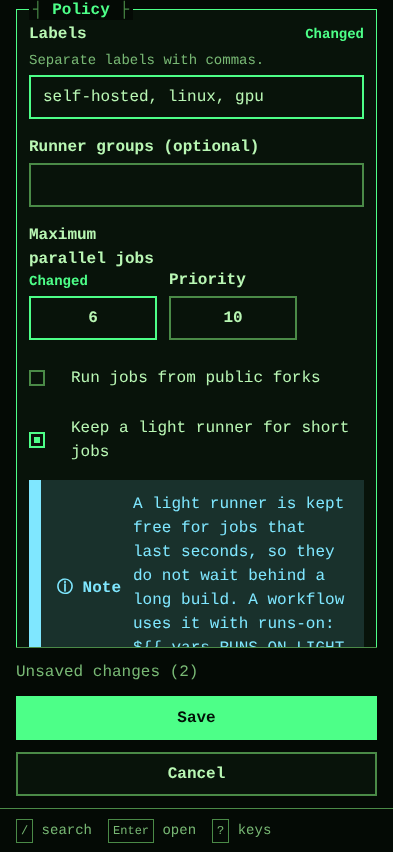 Policy
Labels Changed
Separate labels with commas.
self-hosted, linux, gpu
Runner groups (optional)
Maximum
parallel jobs
Changed Priority
6 10
Run jobs from public forks
Keep a light runner for short
jobs
A light runner is kept
free for jobs that
last seconds, so they
do not wait behind a
ⓘ Note long build. A workflow
uses it with runs-on:
${{ vars.RUNS_ON_LIGHT
Unsaved changes (2)
Save
Cancel
/ search Enter open ? keys